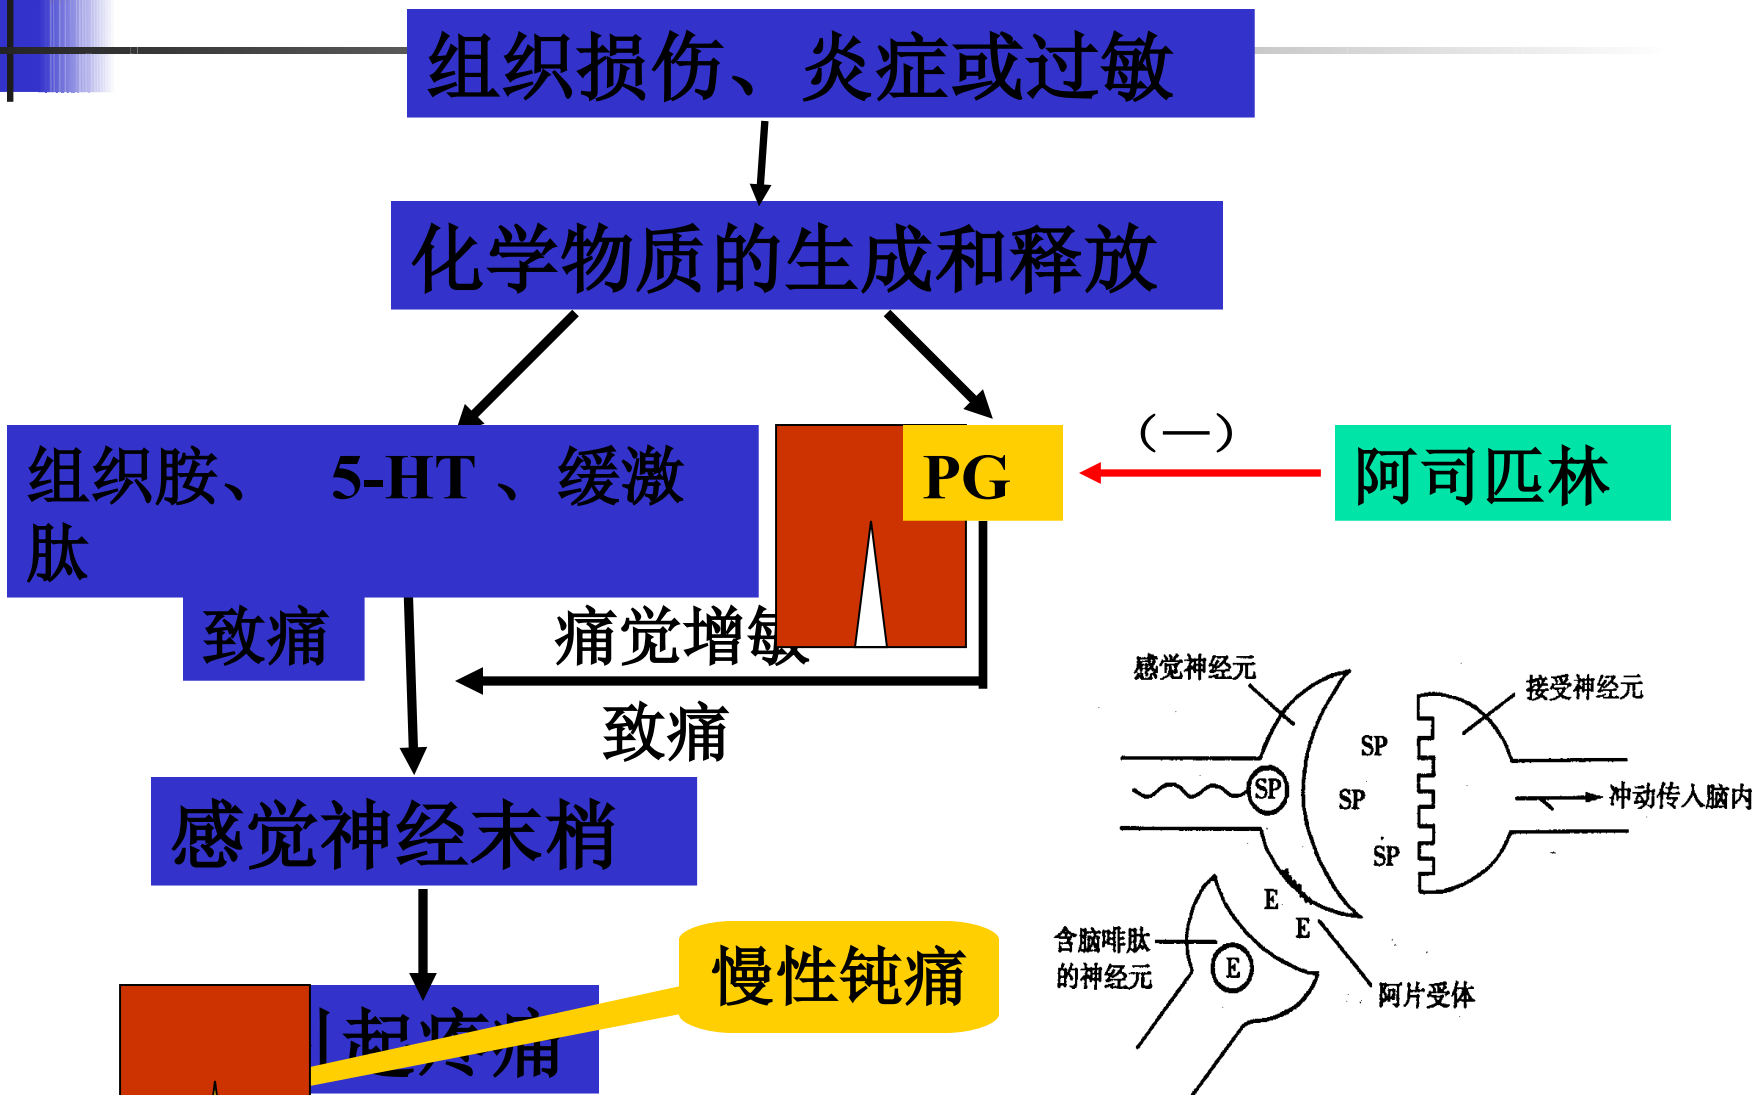 组织损伤、炎症或过敏
化学物质的生成和释放
组织胺、 5-HT 、缓激
肽
PG
(一)
阿司匹林
致痛
痛觉增敏
致痛
感觉神经末梢
慢性钝痛
引起疼痛
感觉神经元
接受神经元
SP
SP
SP
SP
冲动传入脑内
E
E
含脑啡肽
的神经元
E
阿片受体